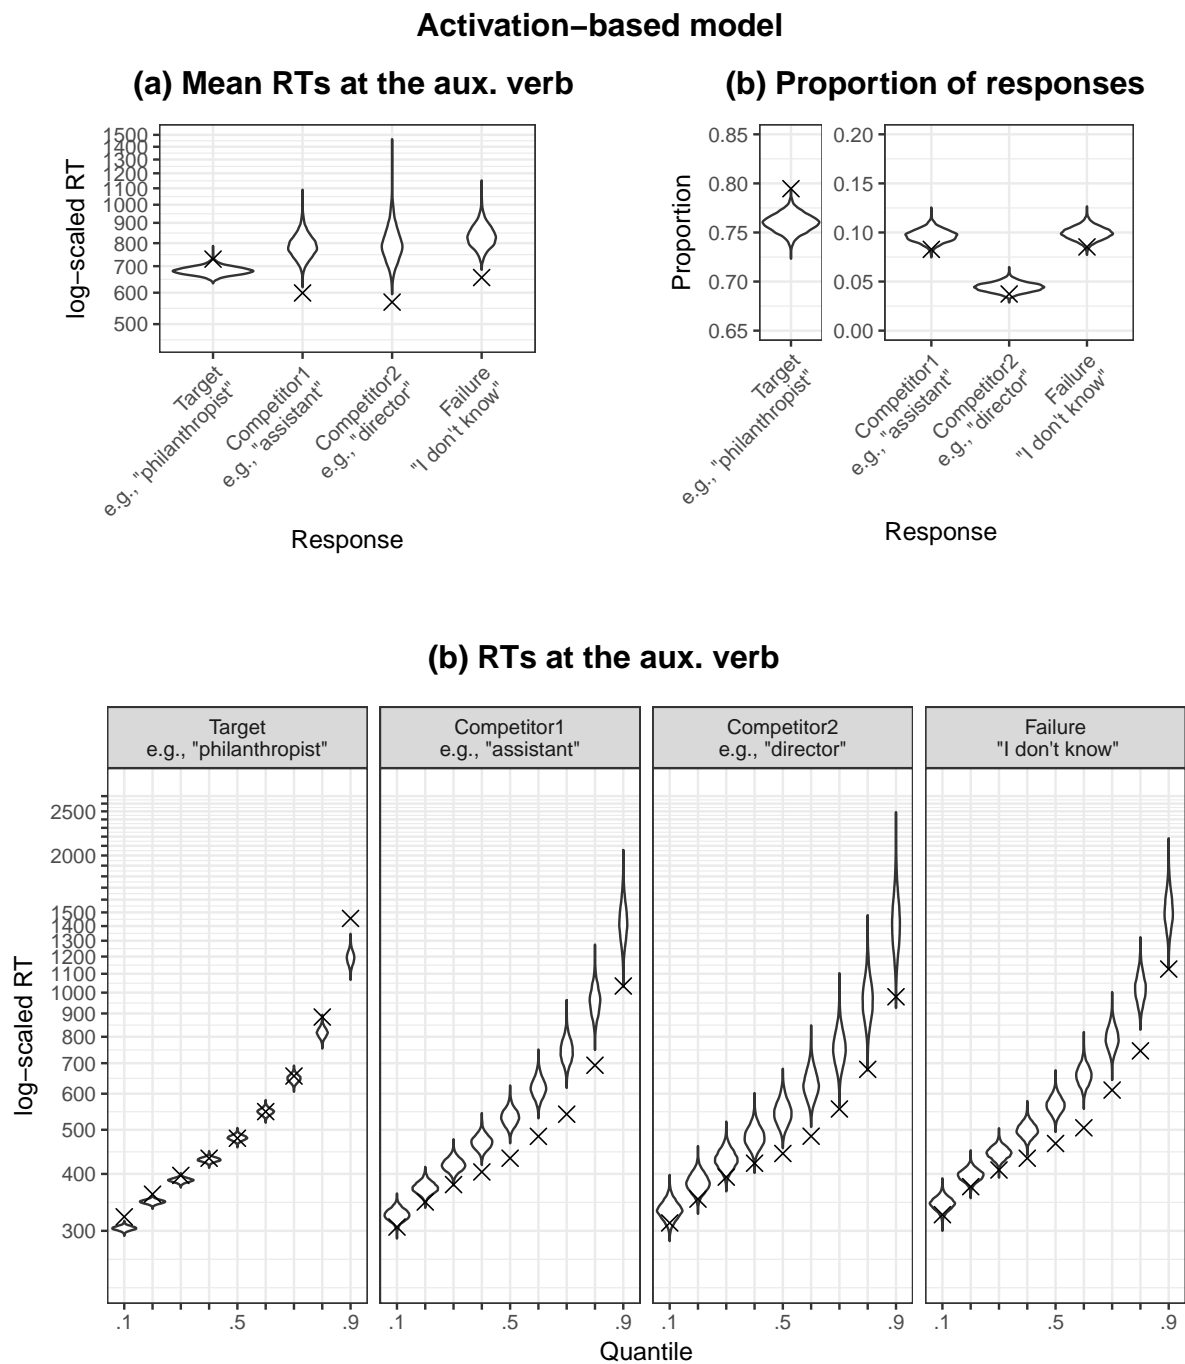 Activation−based model
(a) Mean RTs at the aux. verb
(b) Proportion of responses
log−scaled RT
1500
1400
1300
1200
1100
1000
900
800
700
600
500
Target
e.g., "philanthropist"
Competitor1
e.g., "assistant"
Competitor2
e.g., "director"
Failure
"I don't know"
Response
Proportion
0.85
0.80
0.75
0.70
0.65
0.20
0.15
0.10
0.05
0.00
Target
e.g., "philanthropist"
Competitor1
e.g., "assistant"
Competitor2
e.g., "director"
Failure
"I don't know"
Response
(b) RTs at the aux. verb
Target
e.g., "philanthropist"
Competitor1
e.g., "assistant"
Competitor2
e.g., "director"
Failure
"I don't know"
log−scaled RT
2500
2000
1500
1400
1300
1200
1100
1000
900
800
700
600
500
400
300
.1 .5 .9
.1 .5 .9
.1 .5 .9
.1 .5 .9
Quantile